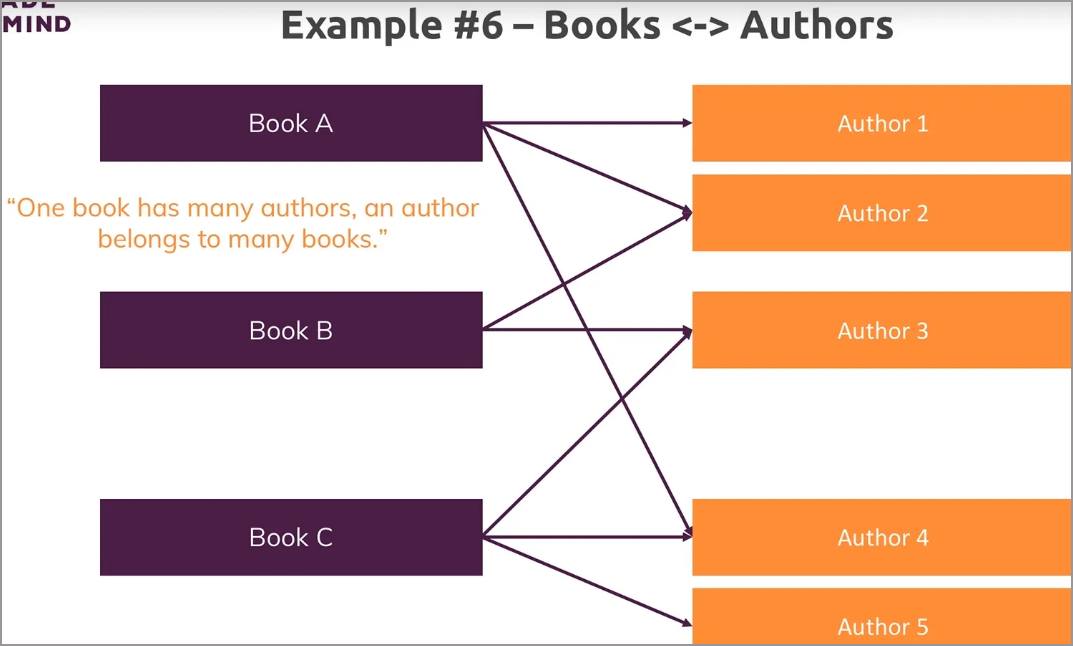 MIND
Example #6 – Books <-> Authors
Book A
Author 1
“One book has many authors, an author
belongs to many books.”
Author 2
Book B
Author 3
Book C
Author 4
Author 5